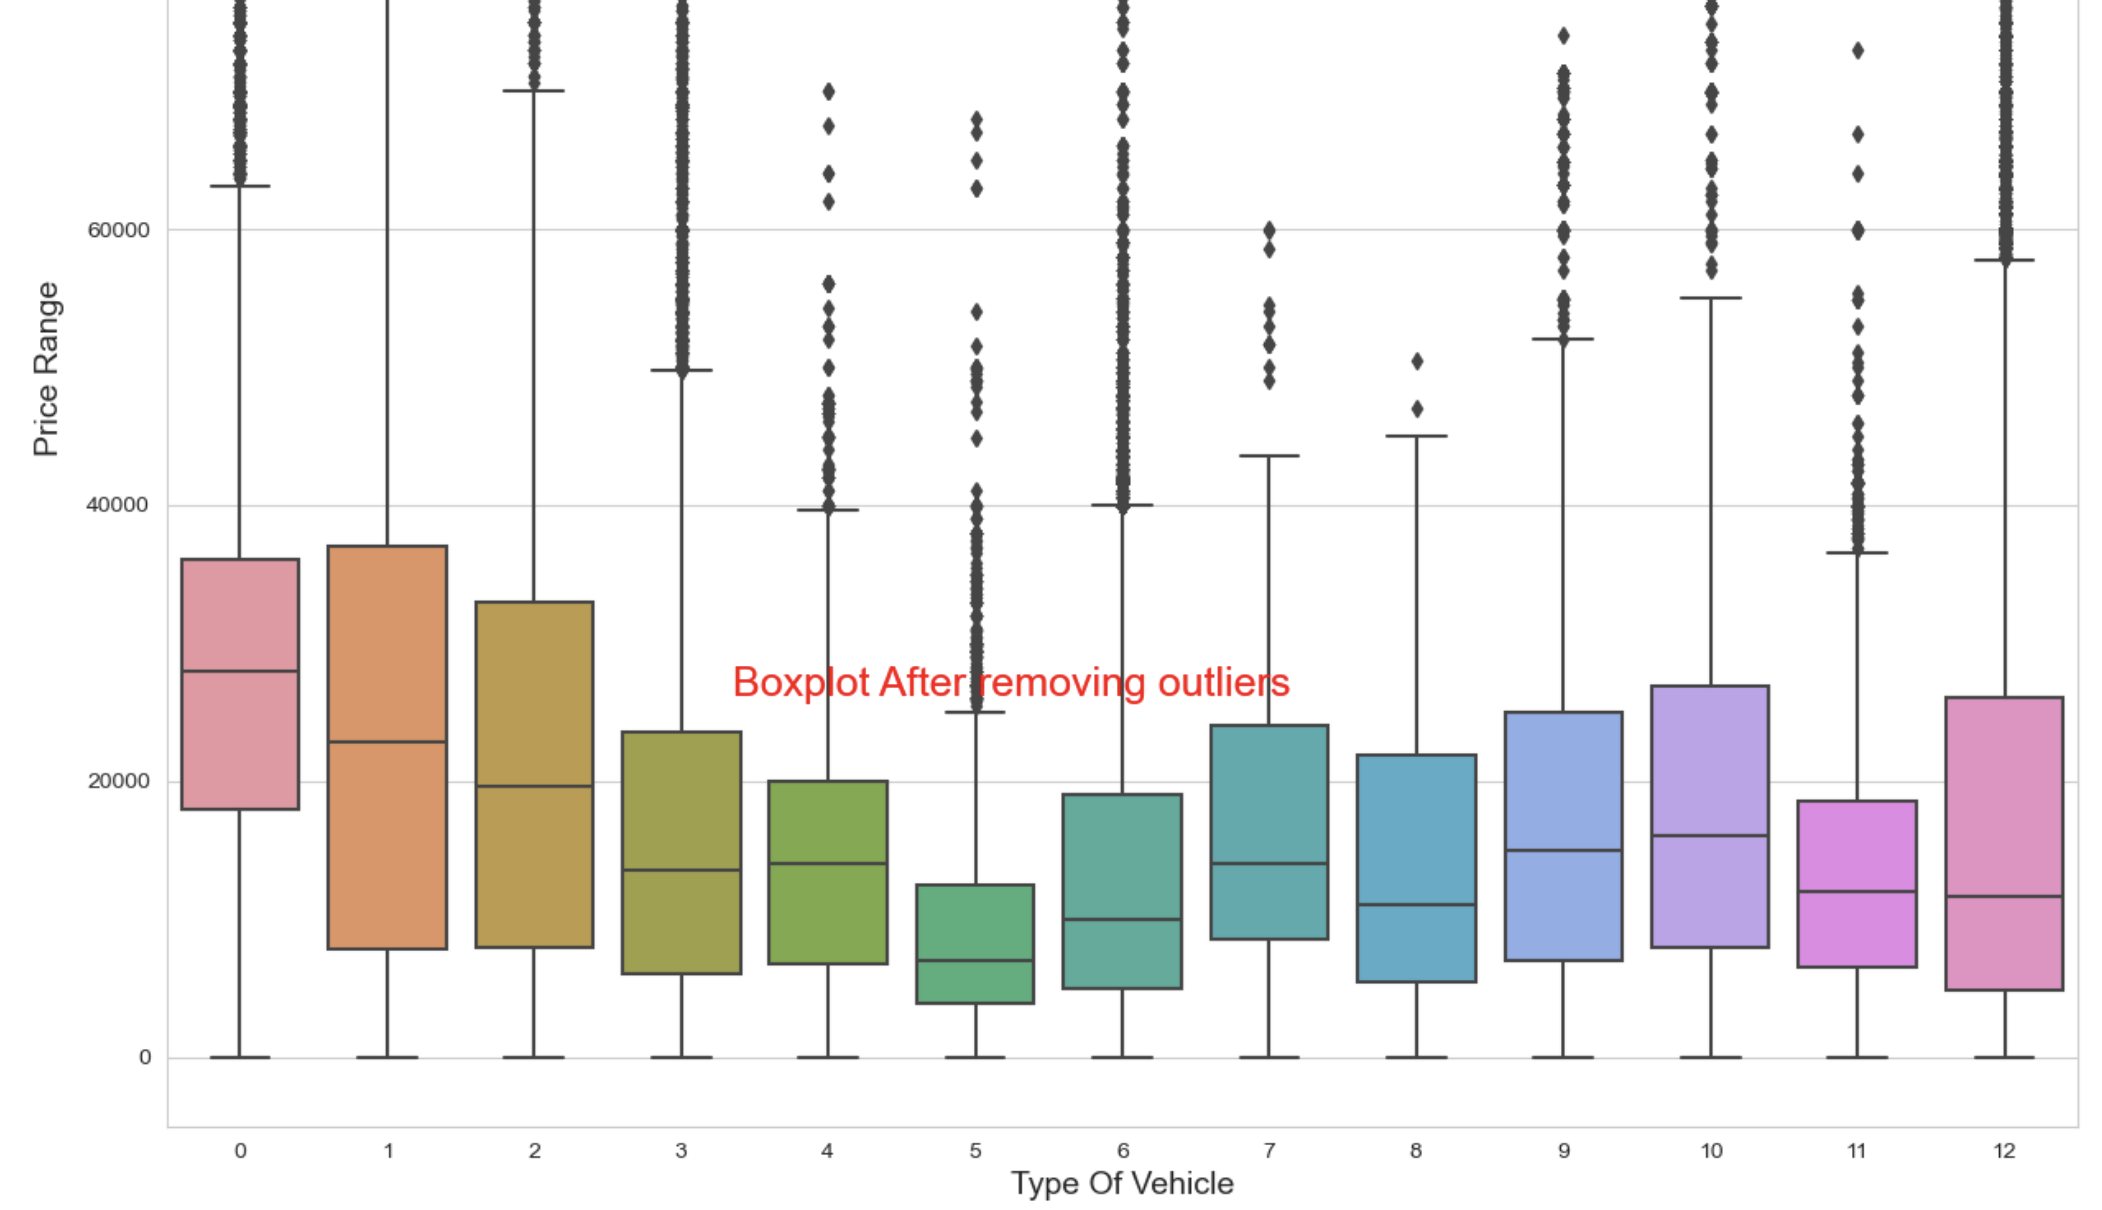 60000
Price Range
40000
Boxplot After removing outliers
20000
0
0 1 2 3 4 5 6 7 8 9 10 11 12
Type Of Vehicle